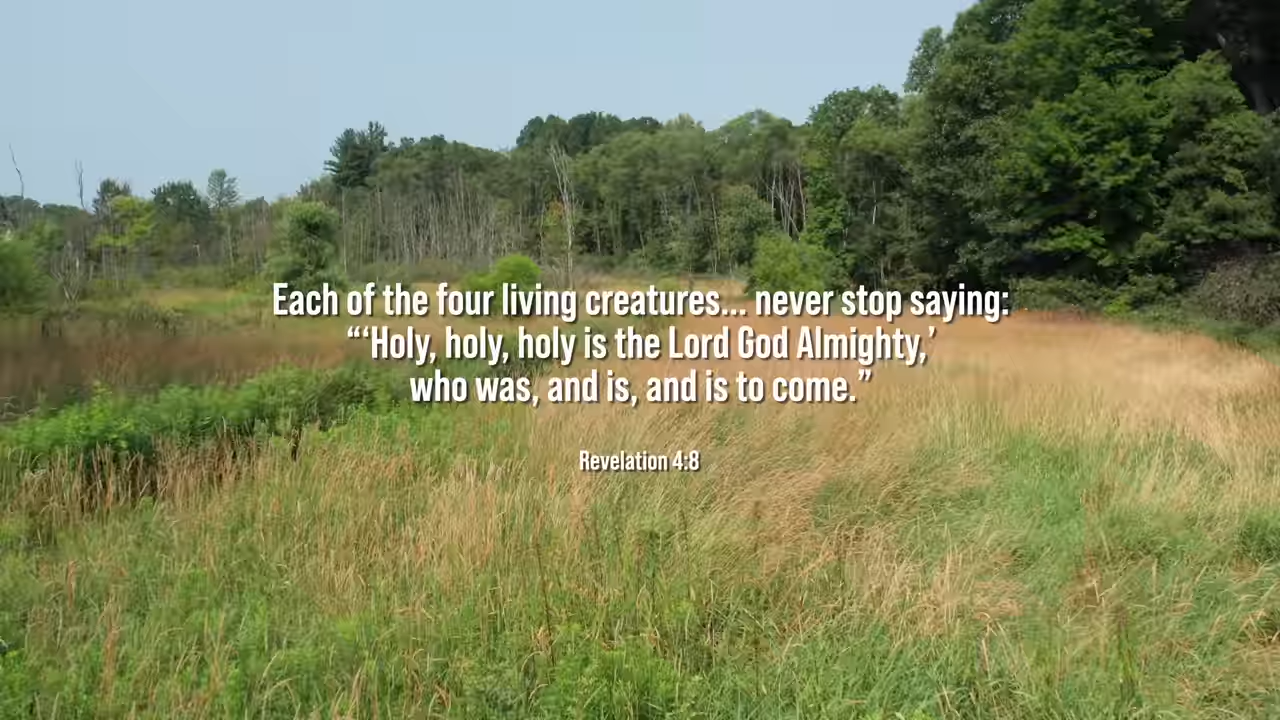 Each of the four living creatures... never stop saying:
“‘Holy, holy, holy is the Lord God Almighty,’
who was, and is, and is to come.”
Revelation 4:8